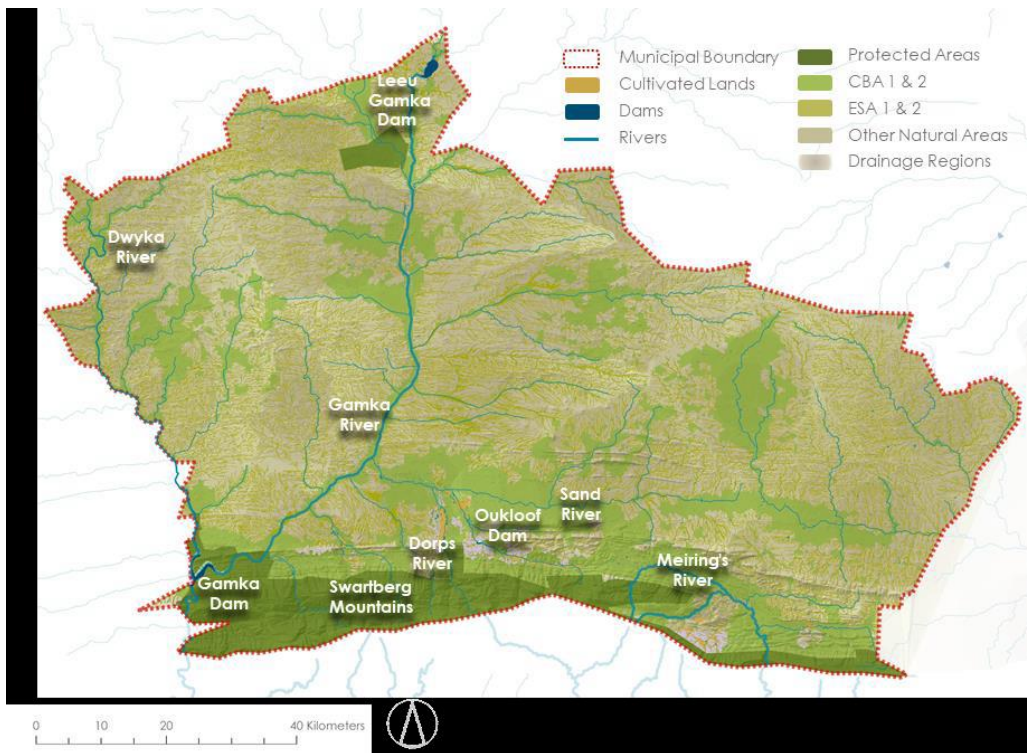 Municipal Boundary
Cultivated Lands
Dams
Rivers
Protected Areas
CBA 1 & 2
ESA 1 & 2
Other Natural Areas
Drainage Regions
Leeu
Gamka
Dam
Dwyka
River
Gamka
River
Sand
River
Oukloof
Dam
Dorps
River
Meiring's
River
Gamka
Dam
Swartberg
Mountains
0 10 20 40 Kilometers